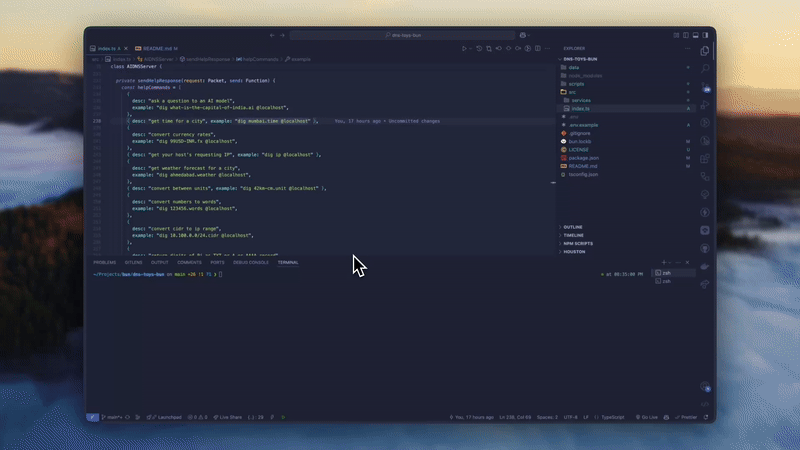 dns-toys-bun
index.ts
README.md M
EXPLORER
index.ts
AIDNSServer
sendHelpResponse
helpCommands
example
DNS-TOYS-BUN
class AIDNSServer {
data
node_modules
private sendHelpResponse(request: Packet, send: Function) {
scripts
const helpCommands = [
src
{
services
desc: "ask a question to an AI model",
index.ts
example: "dig what-is-the-capital-of-india.ai @localhost",
.env
},
.env.example
{ desc: "get time for a city", example: "dig mumbai.time @localhost" },
You, 17 hours ago • Uncommitted changes
{
.gitignore
desc: "convert currency rates",
bun.lockb
example: "dig 99USD-INR.fx @localhost",
LICENSE
},
package.json
{ desc: "get your host's requesting IP", example: "dig ip @localhost" },
README.md
{
tsconfig.json
desc: "get weather forecast for a city",
example: "dig ahmedabad.weather @localhost",
},
{ desc: "convert between units", example: "dig 42km-cm.unit @localhost" },
{
desc: "convert numbers to words",
example: "dig 123456.words @localhost",
},
{
OUTLINE
desc: "convert cidr to ip range",
TIMELINE
example: "dig 10.100.0.0/24.cidr @localhost",
NPM SCRIPTS
},
HOUSTON
{
PROBLEMS GITLENS OUTPUT COMMENTS PORTS DEBUG CONSOLE TERMINAL
~/Projects/bun/dns-toys-bun on main +26 !1 ?1
zsh
zsh
main*+ Launchpad 0 0 Live Share You, 17 hours ago Ln 238, Col 69 Spaces: 2 UTF-8 LF TypeScript Go Live Prettier